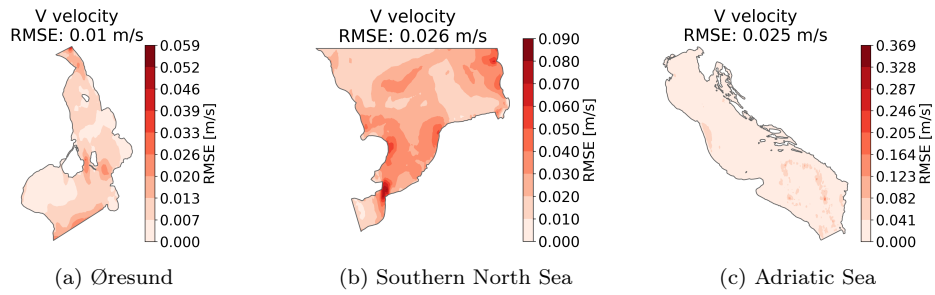 V velocity
RMSE: 0.01 m/s
0.059
0.052
0.046
0.039
0.033
0.026
0.020
0.013
0.007
0.000
RMSE [m/s]
(a) Øresund
V velocity
RMSE: 0.026 m/s
0.090
0.080
0.070
0.060
0.050
0.040
0.030
0.020
0.010
0.000
RMSE [m/s]
(b) Southern North Sea
V velocity
RMSE: 0.025 m/s
0.369
0.328
0.287
0.246
0.205
0.164
0.123
0.082
0.041
0.000
RMSE [m/s]
(c) Adriatic Sea